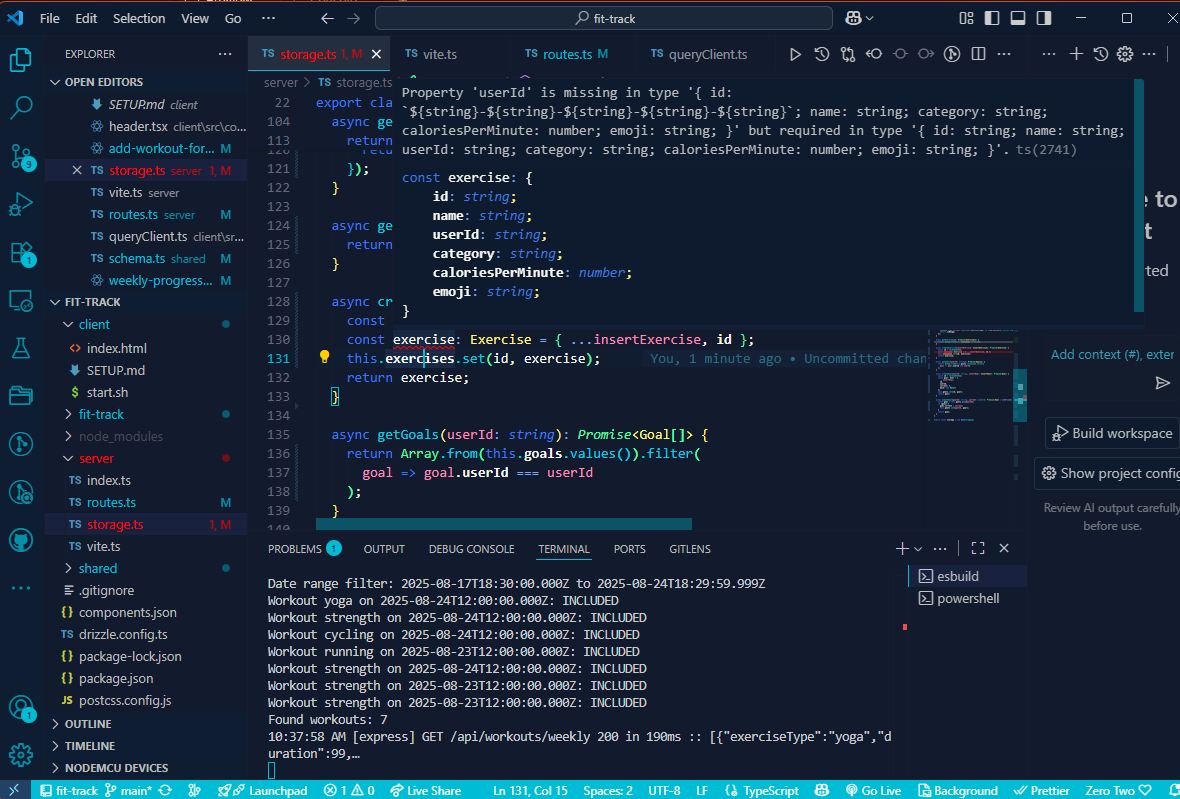 File Edit Selection View Go ··· fit-track
EXPLORER ···
OPEN EDITORS
SETUP.md client
header.tsx client\src\co...
add-workout-for... M
storage.ts server 1, M
TS vite.ts server
TS routes.ts server M
TS queryClient.ts client\sr...
TS schema.ts shared M
weekly-progress... M
FIT-TRACK
client
index.html
SETUP.md
$ start.sh
fit-track
node_modules
server
TS index.ts
TS routes.ts M
TS storage.ts 1, M
TS vite.ts
shared
.gitignore
{} components.json
TS drizzle.config.ts
{} package-lock.json
{} package.json
JS postcss.config.js
OUTLINE
TIMELINE
NODEMCU DEVICES
9
1
1
TS storage.ts 1, M TS vite.ts TS routes.ts M TS queryClient.ts
server > TS storage.ts
22 export cla
104 async ge
113 return
120 retu
121 });
122 }
123
124 async ge
125 return
126 }
127
128 async cr
129 const
130 const exercise: Exercise = { ...insertExercise, id };
131 this.exercises.set(id, exercise); You, 1 minute ago • Uncommitted chan
132 return exercise;
133 }
134
135 async getGoals(userId: string): Promise<Goal[]> {
136 return Array.from(this.goals.values()).filter(
137 goal => goal.userId === userId
138 );
139 }
140
Property 'userId' is missing in type '{ id:
`${string}-${string}-${string}-${string}-${string}`; name: string; category: string;
caloriesPerMinute: number; emoji: string; }' but required in type '{ id: string; name: string;
userId: string; category: string; caloriesPerMinute: number; emoji: string; }'. ts(2741)
const exercise: {
id: string;
name: string;
userId: string;
category: string;
caloriesPerMinute: number;
emoji: string;
}
e to
t
ted
Add context (#), exter
Build workspace
Show project config
Review AI output carefully
before use.
PROBLEMS 1 OUTPUT DEBUG CONSOLE TERMINAL PORTS GITLENS
esbuild
powershell
Date range filter: 2025-08-17T18:30:00.000Z to 2025-08-24T18:29:59.999Z
Workout yoga on 2025-08-24T12:00:00.000Z: INCLUDED
Workout strength on 2025-08-24T12:00:00.000Z: INCLUDED
Workout cycling on 2025-08-24T12:00:00.000Z: INCLUDED
Workout running on 2025-08-23T12:00:00.000Z: INCLUDED
Workout strength on 2025-08-24T12:00:00.000Z: INCLUDED
Workout strength on 2025-08-23T12:00:00.000Z: INCLUDED
Workout strength on 2025-08-23T12:00:00.000Z: INCLUDED
Found workouts: 7
10:37:58 AM [express] GET /api/workouts/weekly 200 in 190ms :: [{"exerciseType":"yoga","d
uration":99,…
fit-track main* Launchpad 1 0 Live Share Ln 131, Col 15 Spaces: 2 UTF-8 LF {} TypeScript Go Live Background Prettier Zero Two